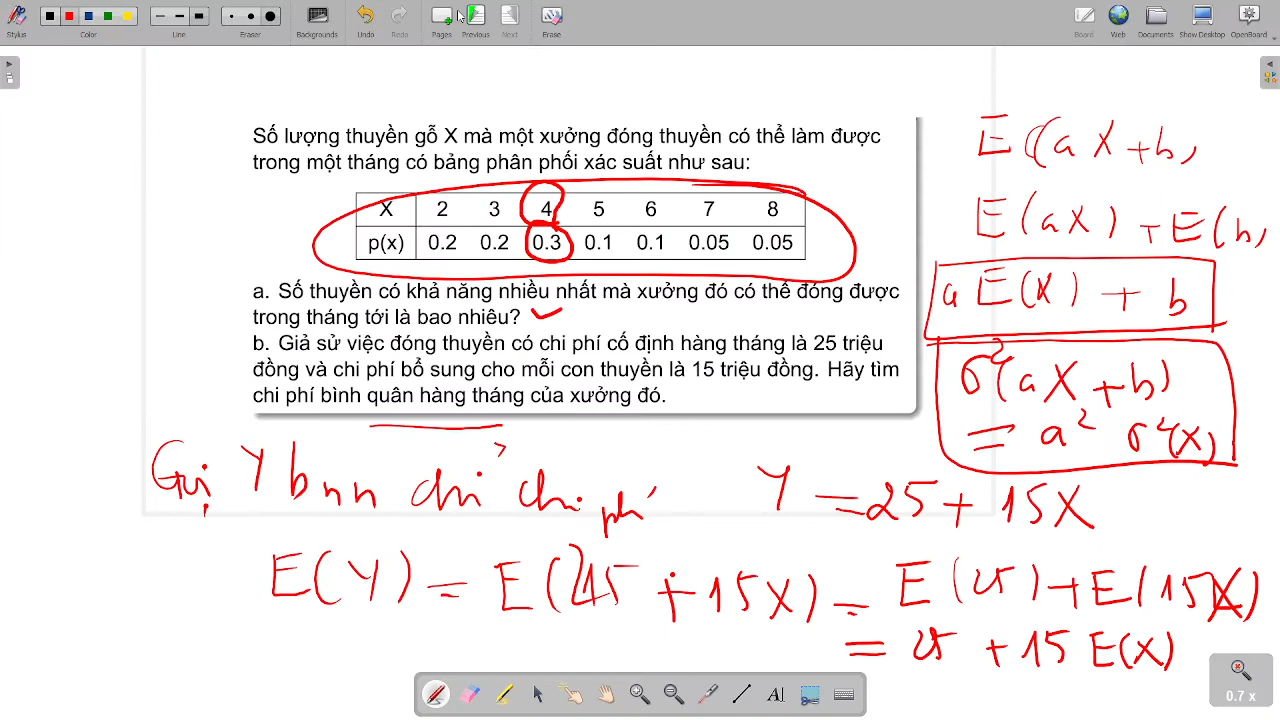 Stylus Color Line Eraser Backgrounds Undo Redo Pages Previous Next Erase Board Web Documents Show Desktop OpenBoard
Số lượng thuyền gỗ X mà một xưởng đóng thuyền có thể làm được
trong một tháng có bảng phân phối xác suất như sau:
X 2 3 4 5 6 7 8
p(x) 0.2 0.2 0.3 0.1 0.1 0.05 0.05
a. Số thuyền có khả năng nhiều nhất mà xưởng đó có thể đóng được
trong tháng tới là bao nhiêu?
b. Giả sử việc đóng thuyền có chi phí cố định hàng tháng là 25 triệu
đồng và chi phí bổ sung cho mỗi con thuyền là 15 triệu đồng. Hãy tìm
chi phí bình quân hàng tháng của xưởng đó.
E(aX+b)
E(aX) + E(b)
a E(X) + b
σ²(aX+b)
= a² σ²(X)
Gọi Y bnn chỉ chi phí Y = 25 + 15X
E(Y) = E(25 + 15X) = E(25) + E(15X)
= 25 + 15 E(X)
0.7 x